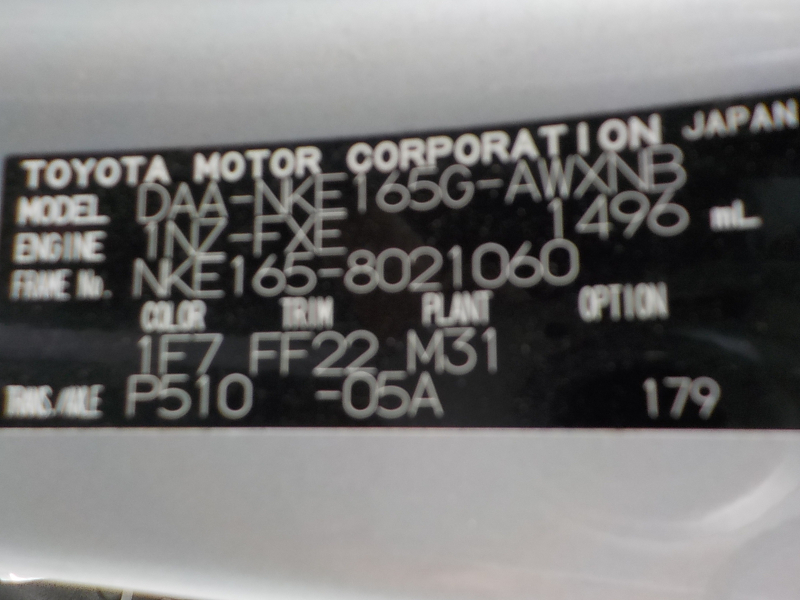 TOYOTA MOTOR CORPORATION JAPAN
MODEL DAA-NKE165G-AWXNB
ENGINE 1NZ-FXE 1496 mL
FRAME No. NKE165-8021060
COLOR TRIM PLANT OPTION
1F7 FF22 M31
TRANS./AXLE P510 -05A 179